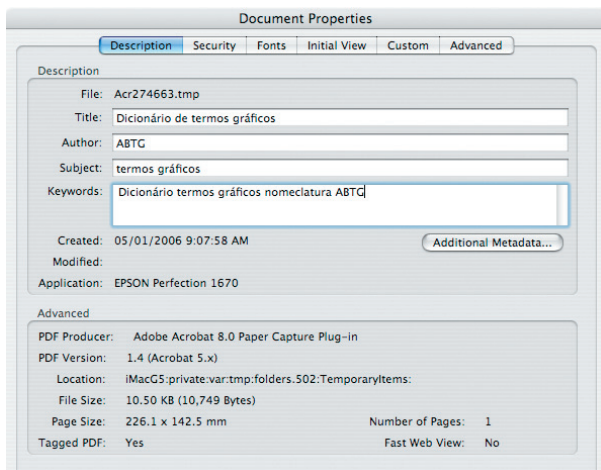 Document Properties
Description Security Fonts Initial View Custom Advanced
Description
File: Acr274663.tmp
Title: Dicionário de termos gráficos
Author: ABTG
Subject: termos gráficos
Keywords: Dicionário termos gráficos nomeclatura ABTG
Created: 05/01/2006 9:07:58 AM Additional Metadata...
Modified:
Application: EPSON Perfection 1670
Advanced
PDF Producer: Adobe Acrobat 8.0 Paper Capture Plug-in
PDF Version: 1.4 (Acrobat 5.x)
Location: iMacG5:private:var:tmp:folders.502:TemporaryItems:
File Size: 10.50 KB (10,749 Bytes)
Page Size: 226.1 x 142.5 mm Number of Pages: 1
Tagged PDF: Yes Fast Web View: No